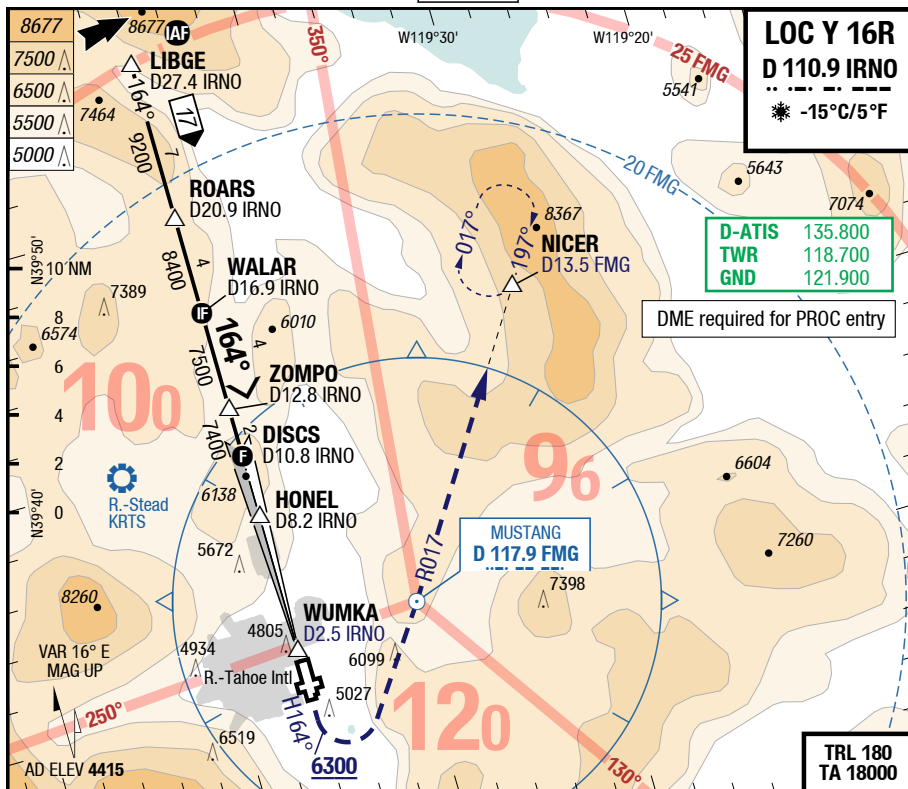 8677
7500
6500
5500
5000
8677
IAF
LIBGE
D27.4 IRNO
164°
17
7464
9200
7
350°
W119°30'
W119°20'
25 FMG
5541
LOC Y 16R
D 110.9 IRNO
-15°C/5°F
20 FMG
5643
7074
ROARS
D20.9 IRNO
8400
4
017°
197°
8367
NICER
D13.5 FMG
D-ATIS 135.800
TWR 118.700
GND 121.900
DME required for PROC entry
N39°50'
10 NM
8
6
4
2
0
N39°40'
7389
6574
WALAR
D16.9 IRNO
IF
6010
164°
4
7500
ZOMPO
D12.8 IRNO
100
7400
2
DISCS
D10.8 IRNO
F
6138
R.-Stead
KRTS
HONEL
D8.2 IRNO
96
6604
7260
5672
MUSTANG
D 117.9 FMG
R017
7398
8260
WUMKA
D2.5 IRNO
4805
4934
6099
VAR 16° E
MAG UP
R.-Tahoe Intl
5027
H164°
120
250°
6519
6300
130°
AD ELEV 4415
TRL 180
TA 18000